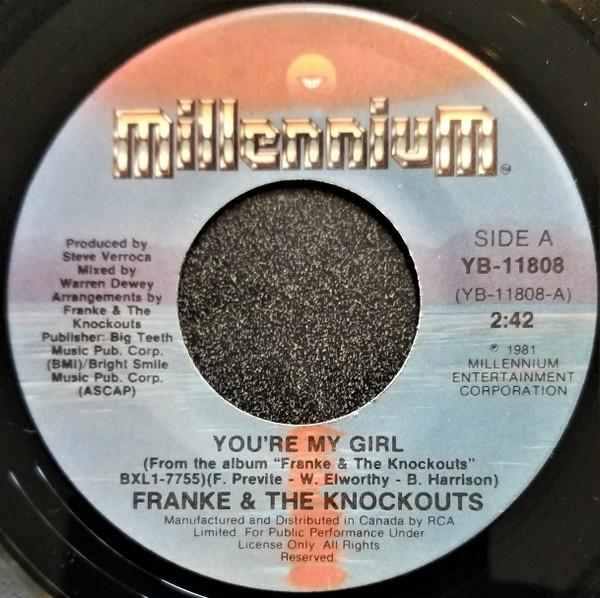 millennium
Produced by
Steve Verroca
Mixed by
Warren Dewey
Arrangements by
Franke & The
Knockouts
Publisher: Big Teeth
Music Pub. Corp.
(BMI)/Bright Smile
Music Pub. Corp.
(ASCAP)
SIDE A
YB-11808
(YB-11808-A)
2:42
℗ 1981
MILLENNIUM
ENTERTAINMENT
CORPORATION
YOU'RE MY GIRL
(From the album "Franke & The Knockouts"
BXL1-7755)(F. Previte - W. Elworthy - B. Harrison)
FRANKE & THE KNOCKOUTS
Manufactured and Distributed in Canada by RCA
Limited. For Public Performance Under
License Only. All Rights
Reserved.